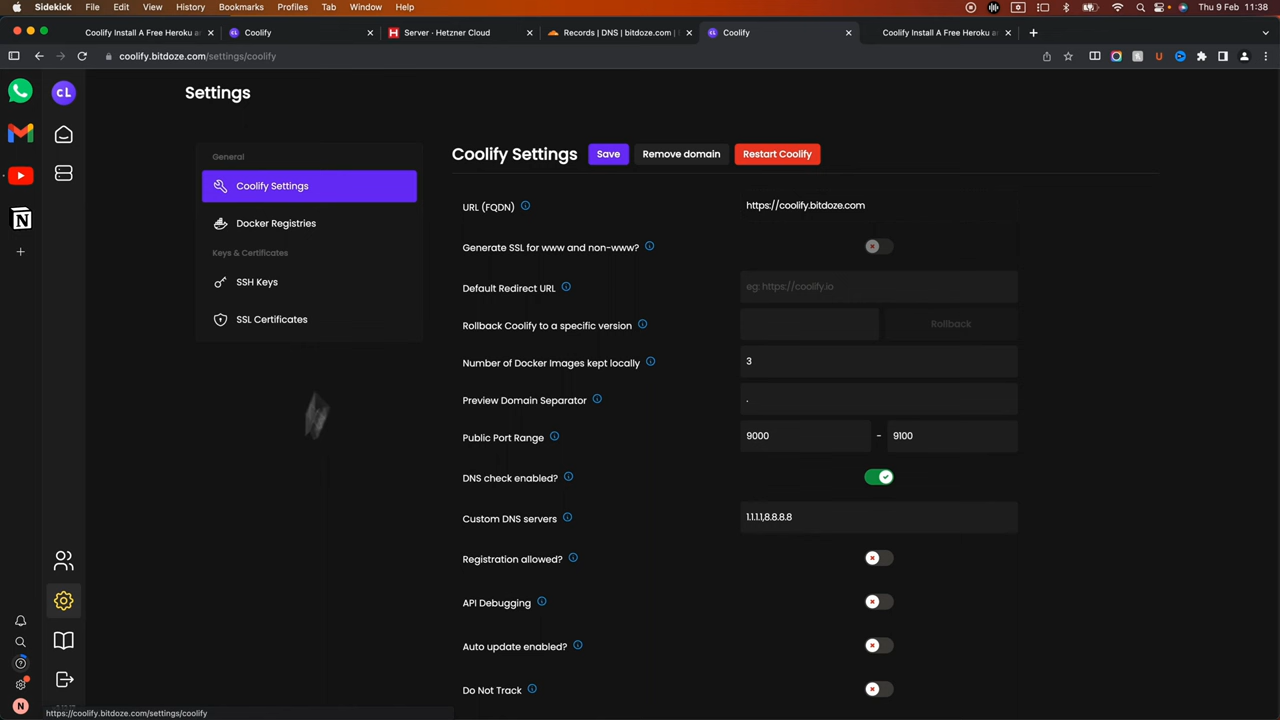 Sidekick File Edit View History Bookmarks Profiles Tab Window Help Thu 9 Feb 11:38
Coolify Install A Free Heroku ar × Coolify × Server · Hetzner Cloud × Records | DNS | bitdoze.com | × Coolify × Coolify Install A Free Heroku ar × +
coolify.bitdoze.com/settings/coolify
cL
Settings
General
Coolify Settings
Docker Registries
Keys & Certificates
SSH Keys
SSL Certificates
Coolify Settings Save Remove domain Restart Coolify
URL (FQDN) https://coolify.bitdoze.com
Generate SSL for www and non-www?
Default Redirect URL eg: https://coolify.io
Rollback Coolify to a specific version Rollback
Number of Docker Images kept locally 3
Preview Domain Separator .
Public Port Range 9000 - 9100
DNS check enabled?
Custom DNS servers 1.1.1.1,8.8.8.8
Registration allowed?
API Debugging
Auto update enabled?
Do Not Track
N
https://coolify.bitdoze.com/settings/coolify